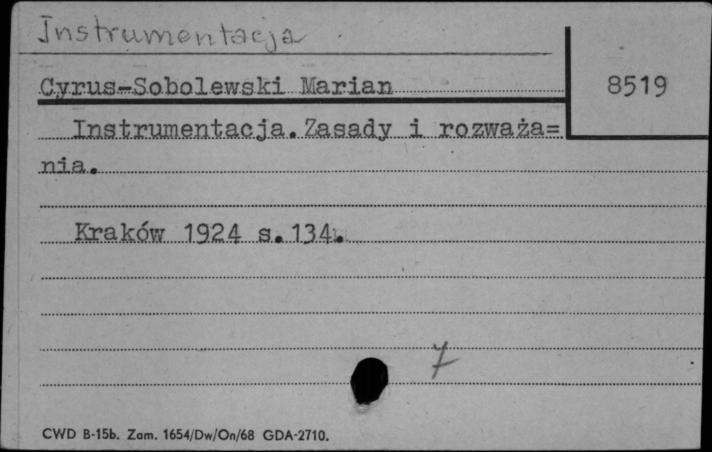 Instrumentacja
Cyrus-Sobolewski Marian
8519
Instrumentacja. Zasady i rozważa=
nia.
Kraków 1924 s. 134.
7
CWD B-15b. Zam. 1654/Dw/On/68 GDA-2710.